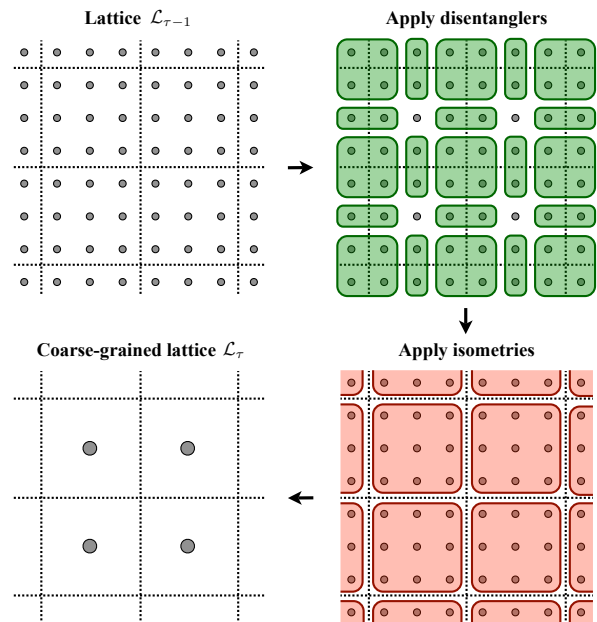 Lattice $\mathcal{L}_{\tau-1}$
Apply disentanglers
Coarse-grained lattice $\mathcal{L}_{\tau}$
Apply isometries